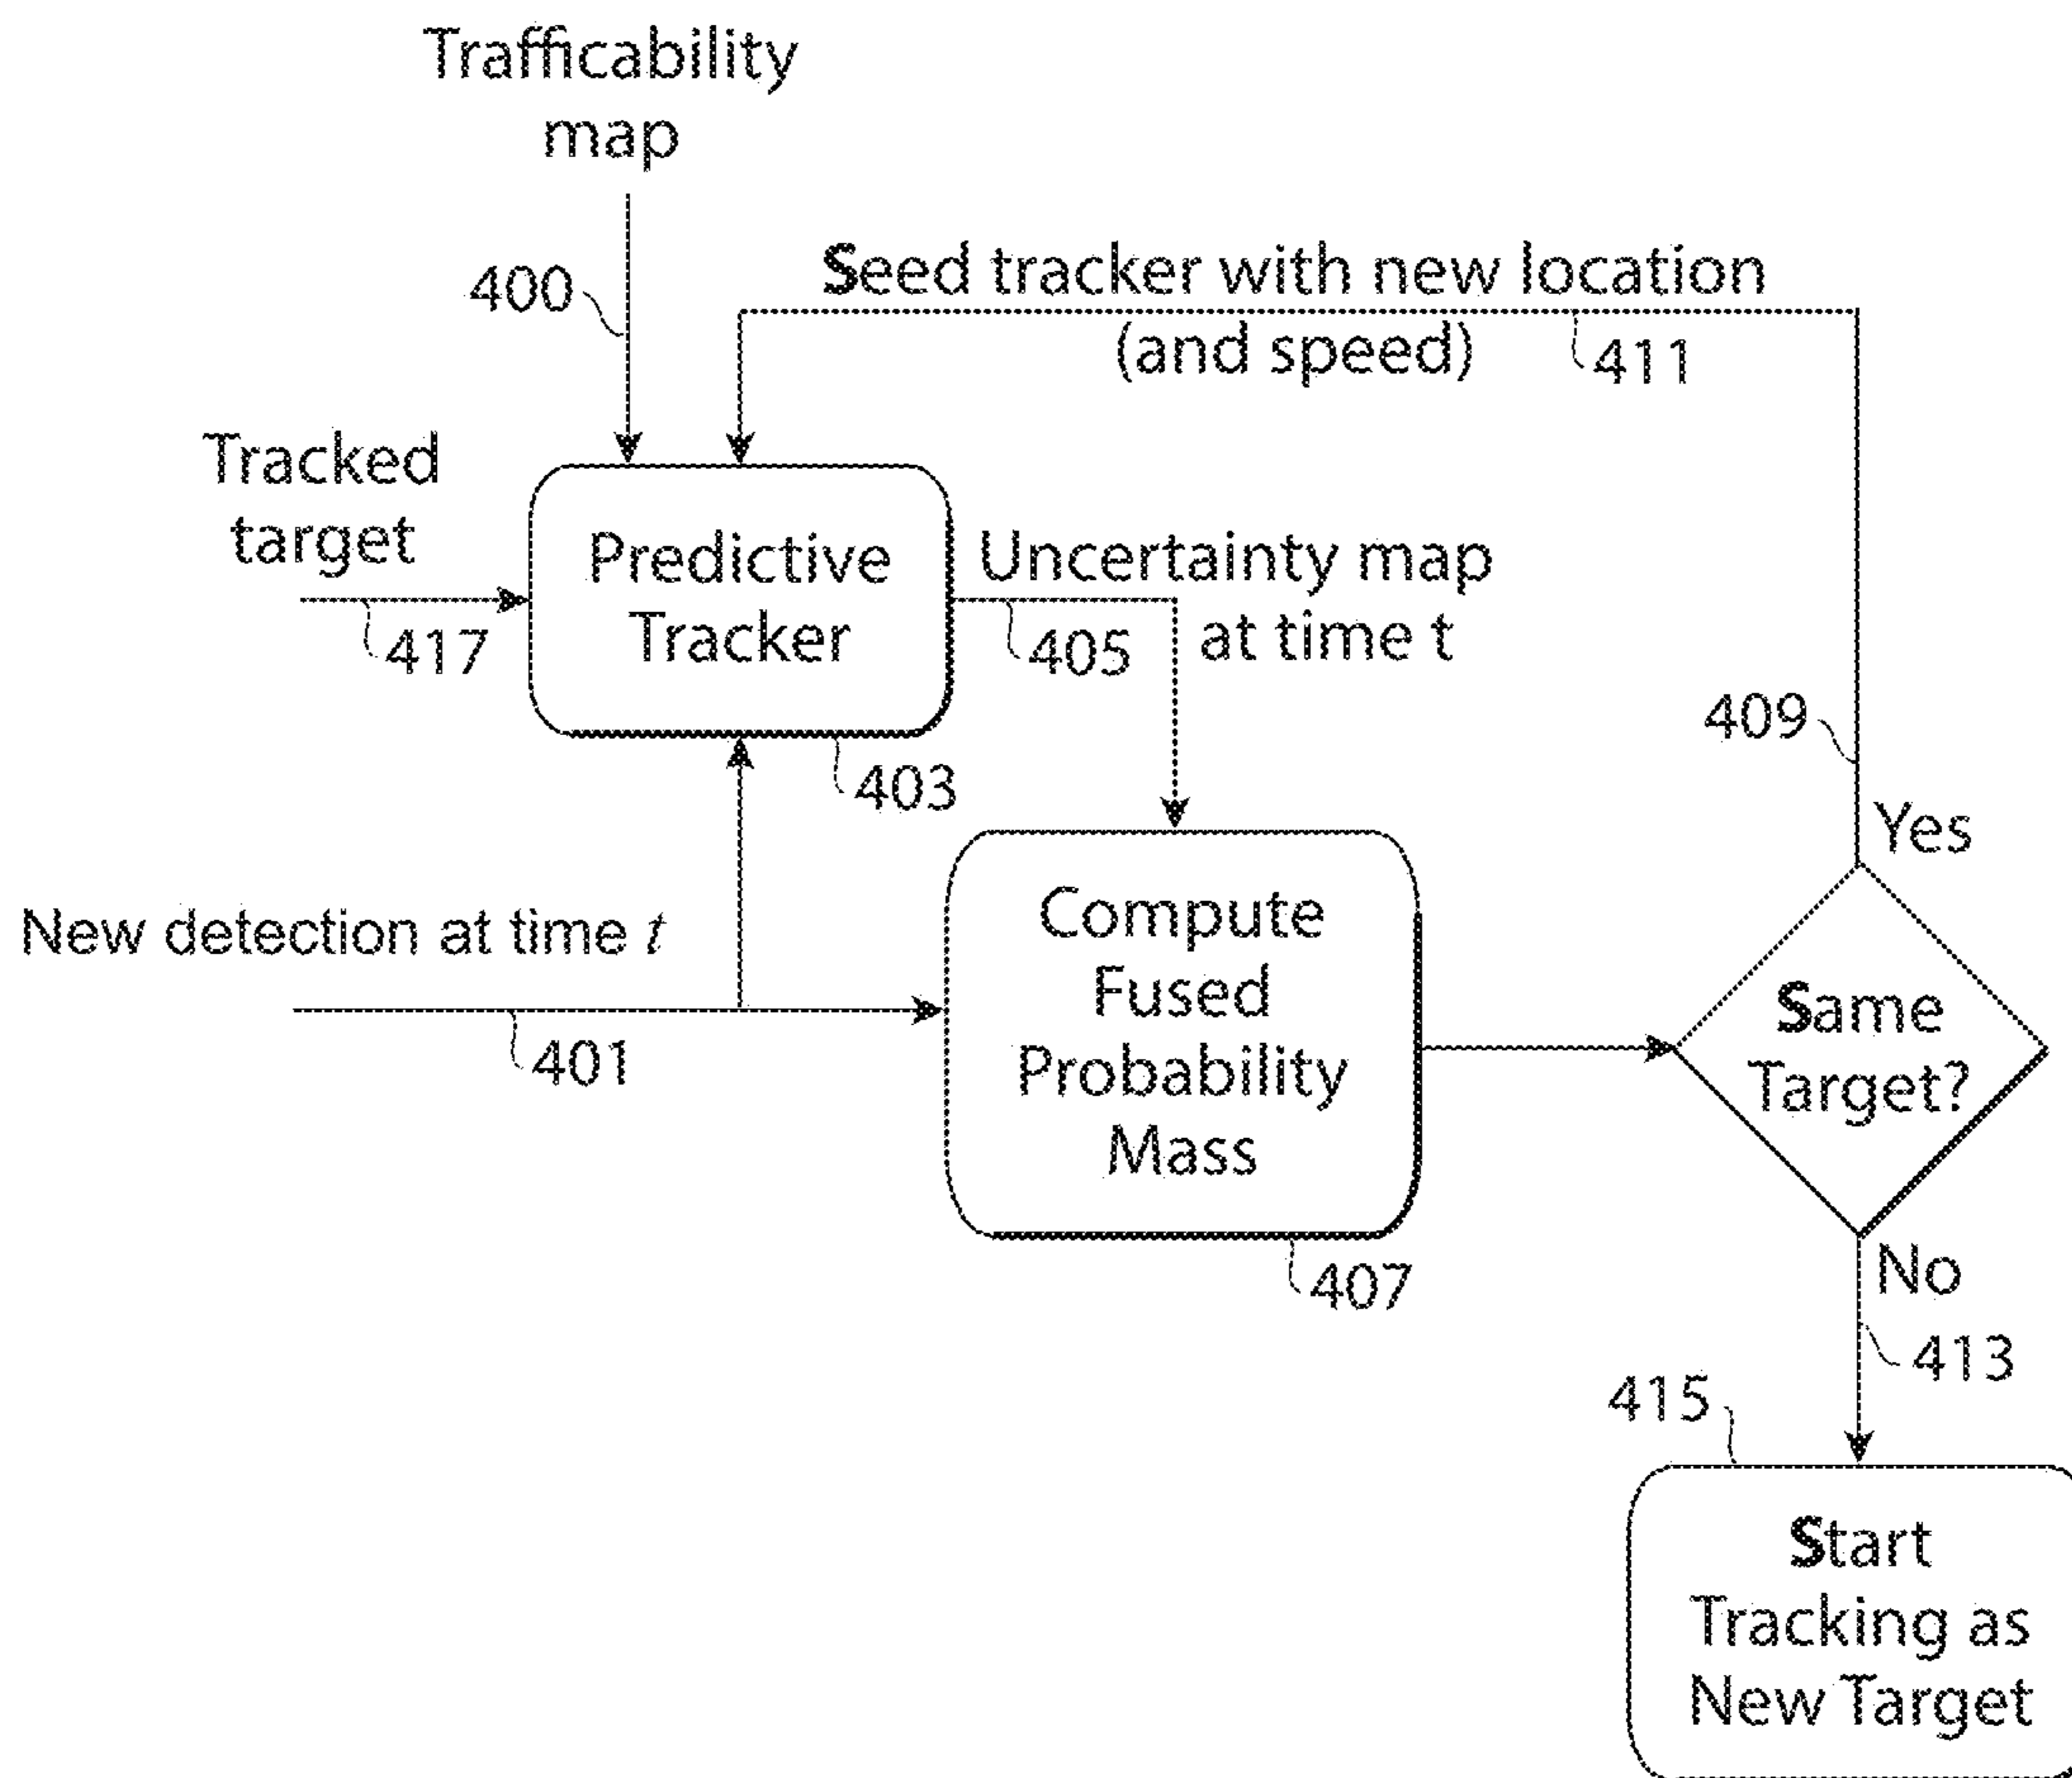 Trafficability
map
400
Seed tracker with new location
(and speed)
411
Tracked
target
417
Predictive
Tracker
403
Uncertainty map
at time t
405
409
Yes
New detection at time t
401
Compute
Fused
Probability
Mass
407
Same
Target?
No
413
415
Start
Tracking as
New Target